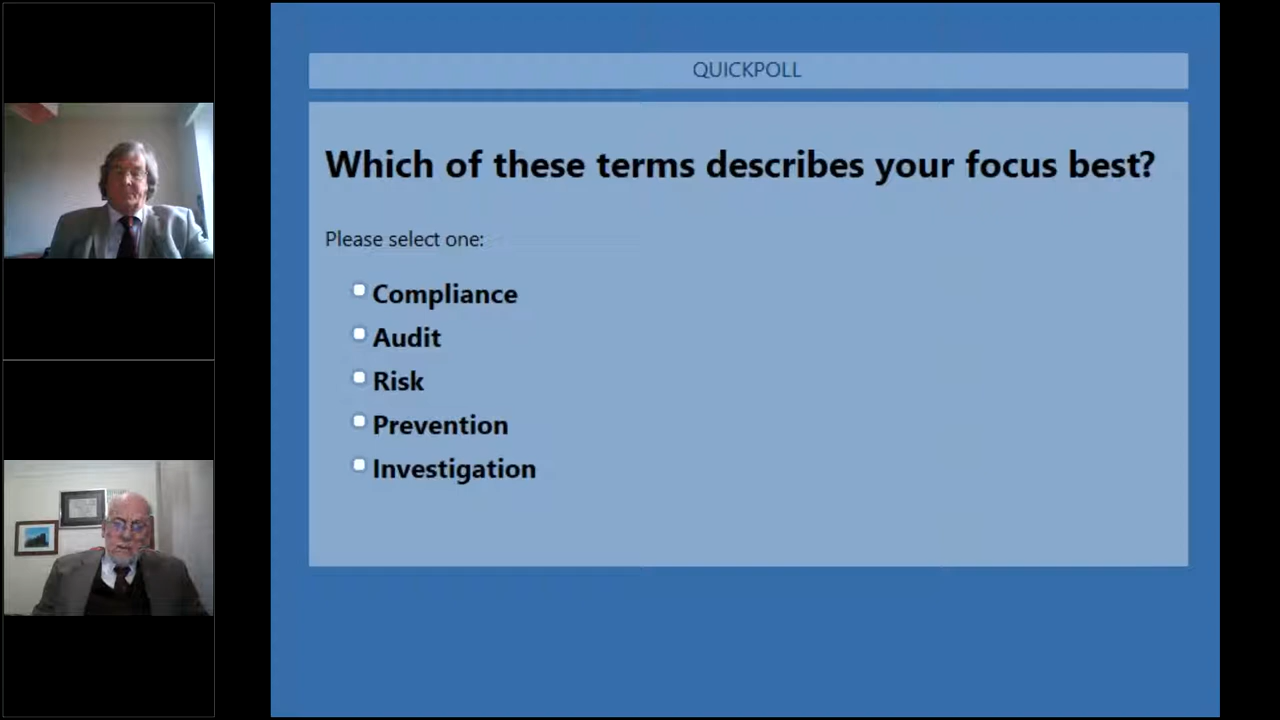 QUICKPOLL
Which of these terms describes your focus best?
Please select one:
Compliance
Audit
Risk
Prevention
Investigation